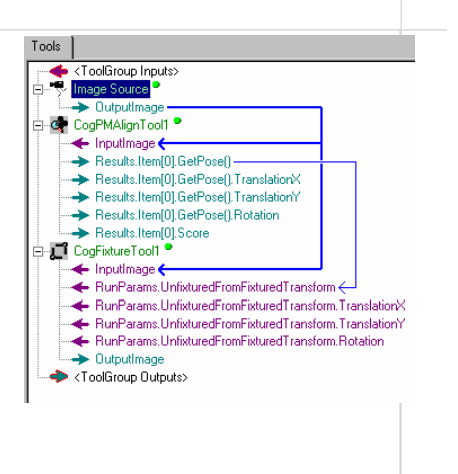 Tools
<ToolGroup Inputs>
Image Source
OutputImage
CogPMAlignTool1
InputImage
Results.Item[0].GetPose()
Results.Item[0].GetPose().TranslationX
Results.Item[0].GetPose().TranslationY
Results.Item[0].GetPose().Rotation
Results.Item[0].Score
CogFixtureTool1
InputImage
RunParams.UnfixturedFromFixturedTransform
RunParams.UnfixturedFromFixturedTransform.TranslationX
RunParams.UnfixturedFromFixturedTransform.TranslationY
RunParams.UnfixturedFromFixturedTransform.Rotation
OutputImage
<ToolGroup Outputs>